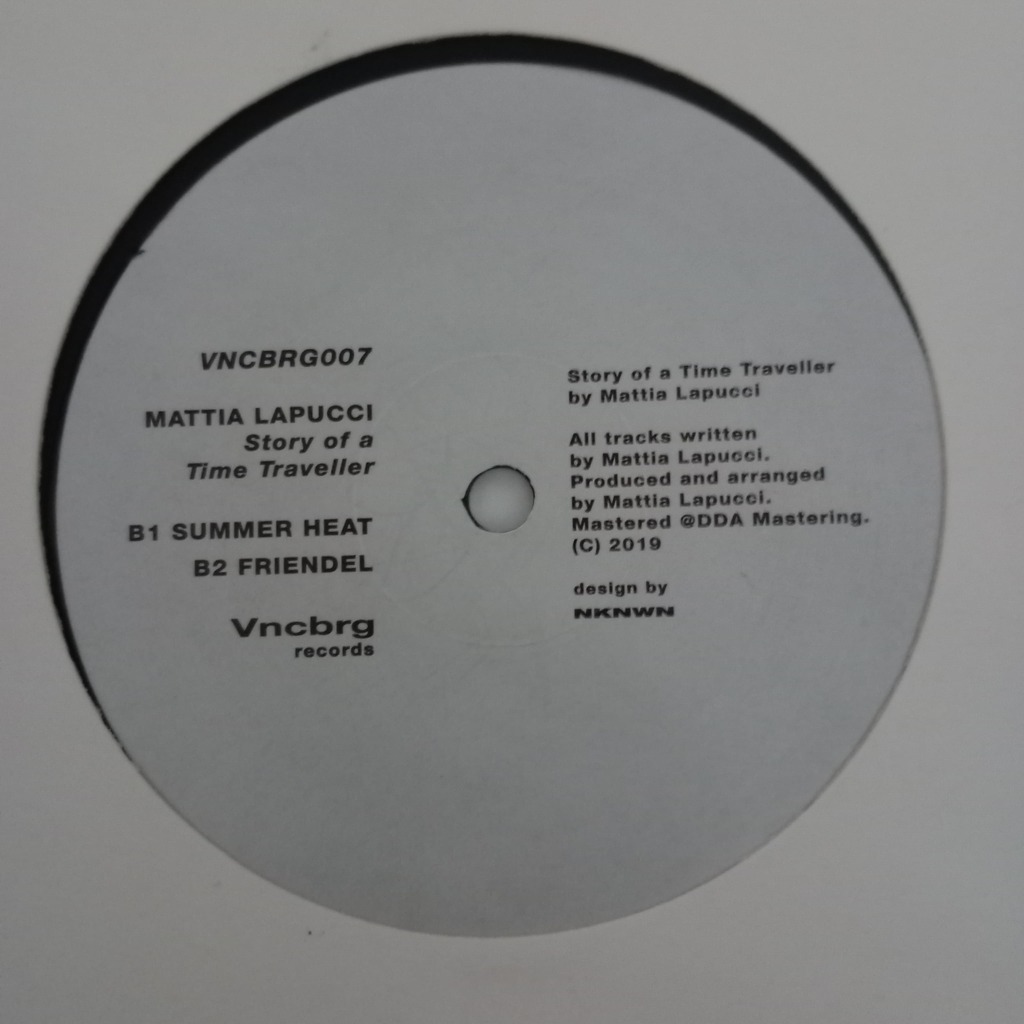 VNCBRG007
MATTIA LAPUCCI
Story of a
Time Traveller
B1 SUMMER HEAT
B2 FRIENDEL
Vncbrg
records
Story of a Time Traveller
by Mattia Lapucci
All tracks written
by Mattia Lapucci.
Produced and arranged
by Mattia Lapucci.
Mastered @DDA Mastering.
(C) 2019
design by
NKNWN